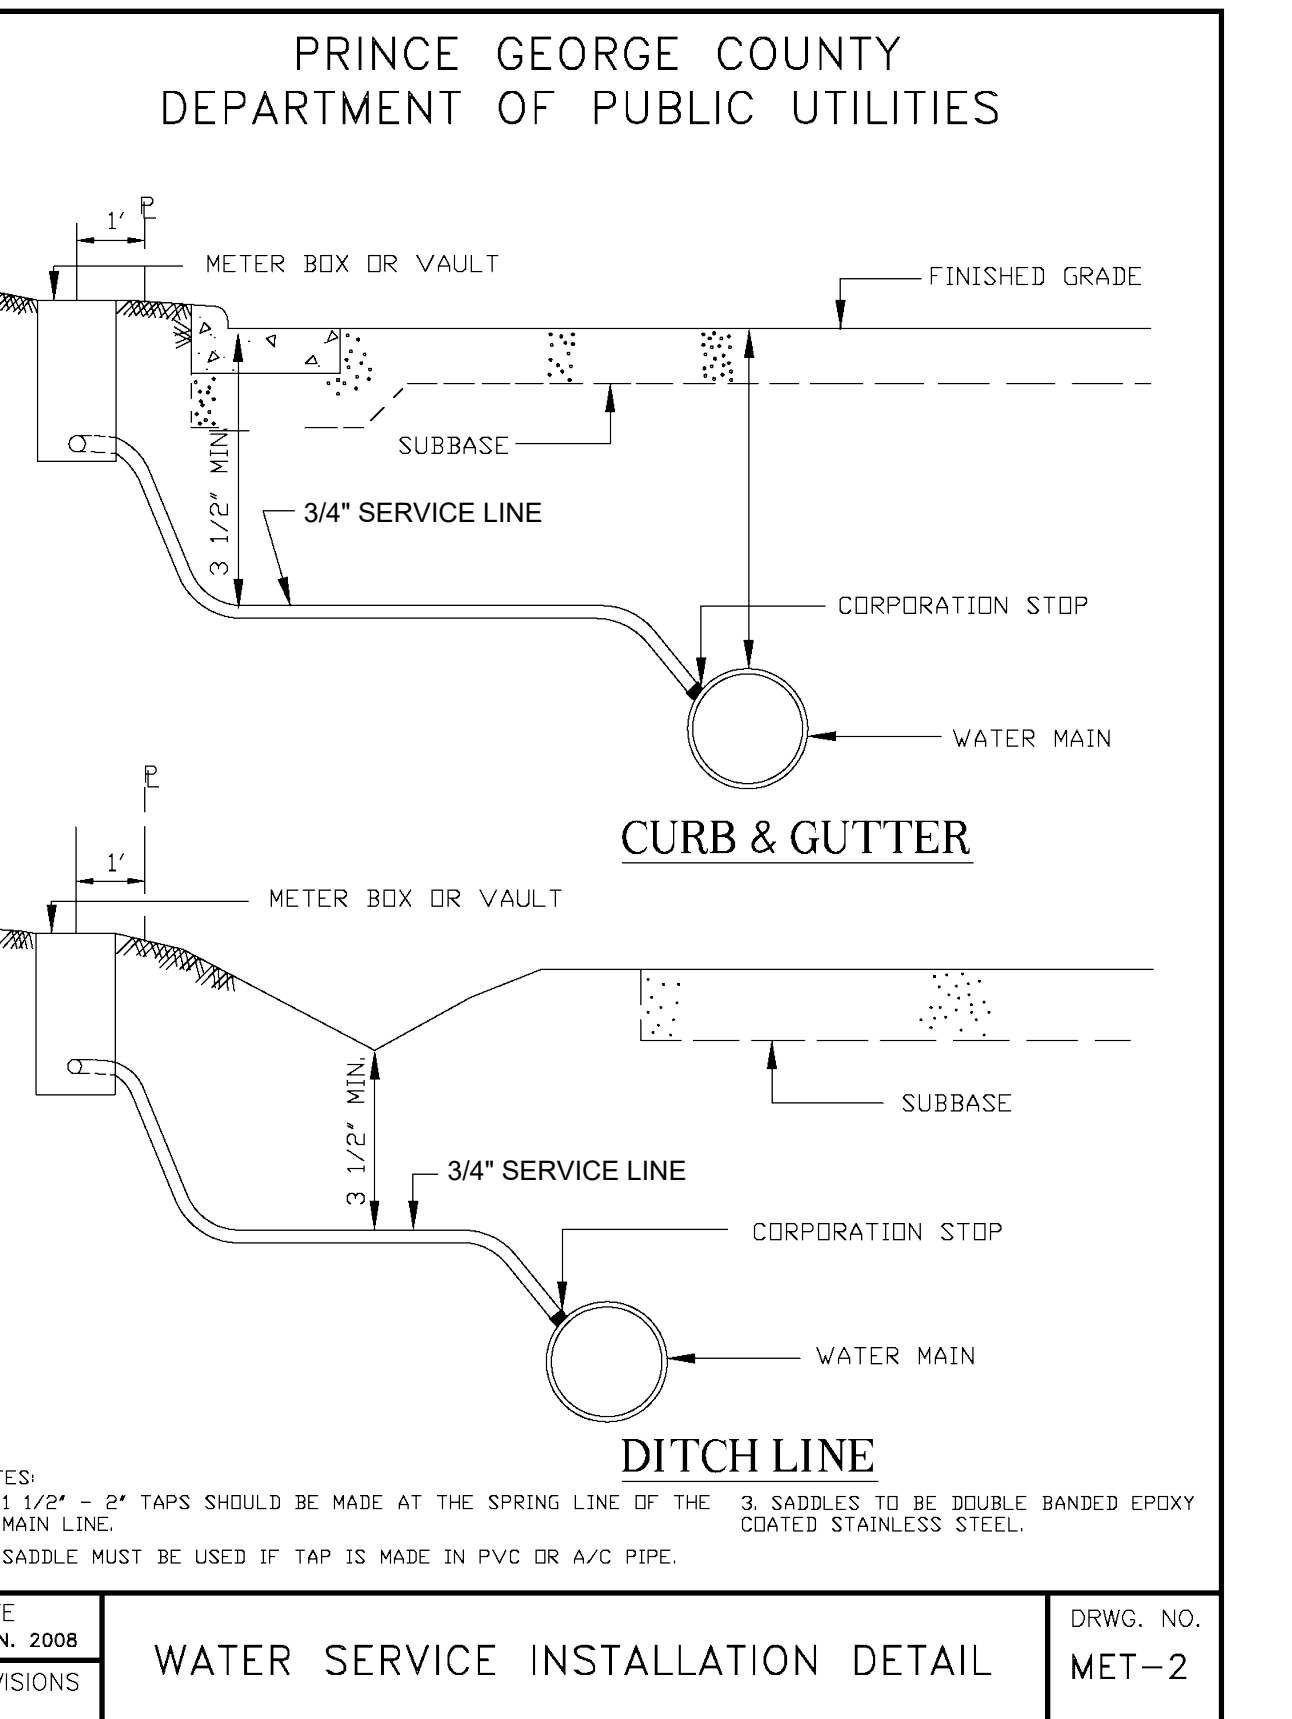 PRINCE GEORGE COUNTY
DEPARTMENT OF PUBLIC UTILITIES
PL
1'
METER BOX OR VAULT
FINISHED GRADE
SUBBASE
3 1/2" MIN.
3/4" SERVICE LINE
CORPORATION STOP
WATER MAIN
CURB & GUTTER
PL
1'
METER BOX OR VAULT
SUBBASE
3 1/2" MIN.
3/4" SERVICE LINE
CORPORATION STOP
WATER MAIN
DITCH LINE
TES:
1 1/2" - 2" TAPS SHOULD BE MADE AT THE SPRING LINE OF THE
MAIN LINE.
SADDLE MUST BE USED IF TAP IS MADE IN PVC OR A/C PIPE.
3. SADDLES TO BE DOUBLE BANDED EPOXY
COATED STAINLESS STEEL.
TE
N. 2008
VISIONS
WATER SERVICE INSTALLATION DETAIL
DRWG. NO.
MET-2